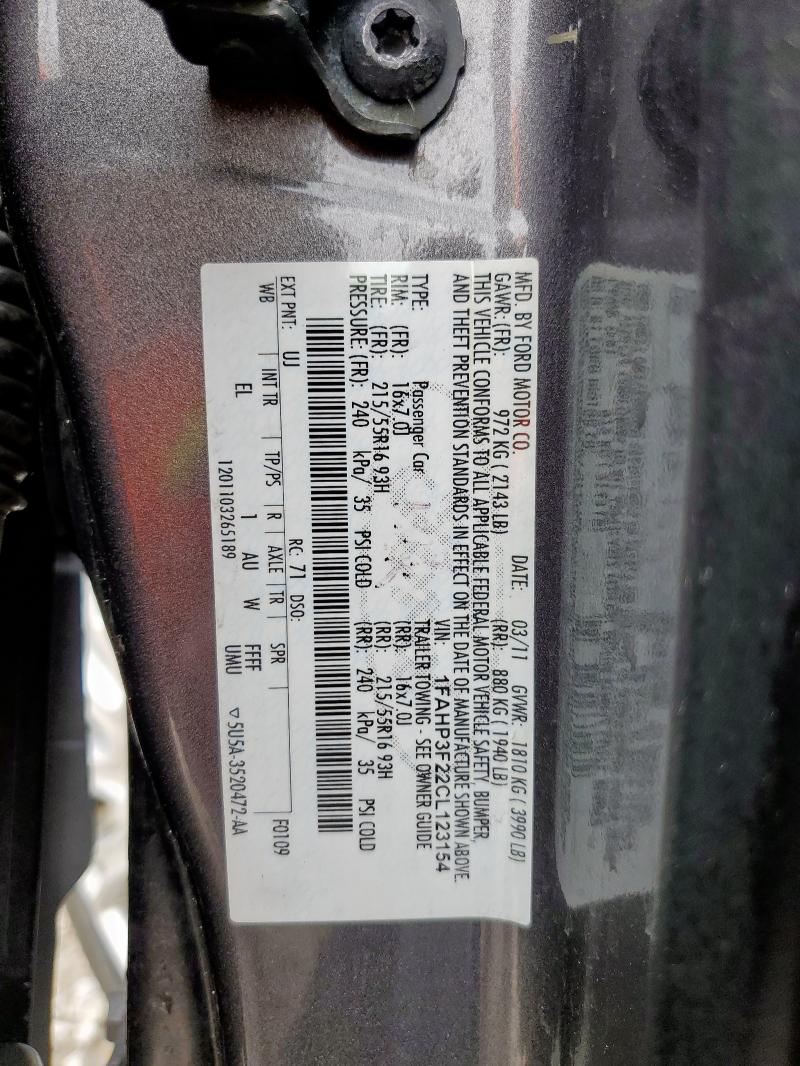 MFD. BY FORD MOTOR CO.
DATE: 03/11 GVWR: 1810 KG ( 3990 LB)
GAWR: (FR): 972 KG ( 2143 LB) (RR): 880 KG ( 1940 LB)
THIS VEHICLE CONFORMS TO ALL APPLICABLE FEDERAL MOTOR VEHICLE SAFETY, BUMPER,
AND THEFT PREVENTION STANDARDS IN EFFECT ON THE DATE OF MANUFACTURE SHOWN ABOVE.
VIN: 1FAHP3F22CL123154
TYPE: Passenger Car TRAILER TOWING - SEE OWNER GUIDE
RIM: (FR): 16x7.0J (RR): 16x7.0J
TIRE: (FR): 215/55R16 93H (RR): 215/55R16 93H
PRESSURE: (FR): 240 kPa/ 35 PSI COLD (RR): 240 kPa/ 35 PSI COLD
EXT PNT: UJ RC: 71 DSO: F0109
WB INT TR TP/PS R AXLE TR SPR
EL 1 AU W FFFF
UMU
1201103265189 ▽ 5U5A-3520472-AA